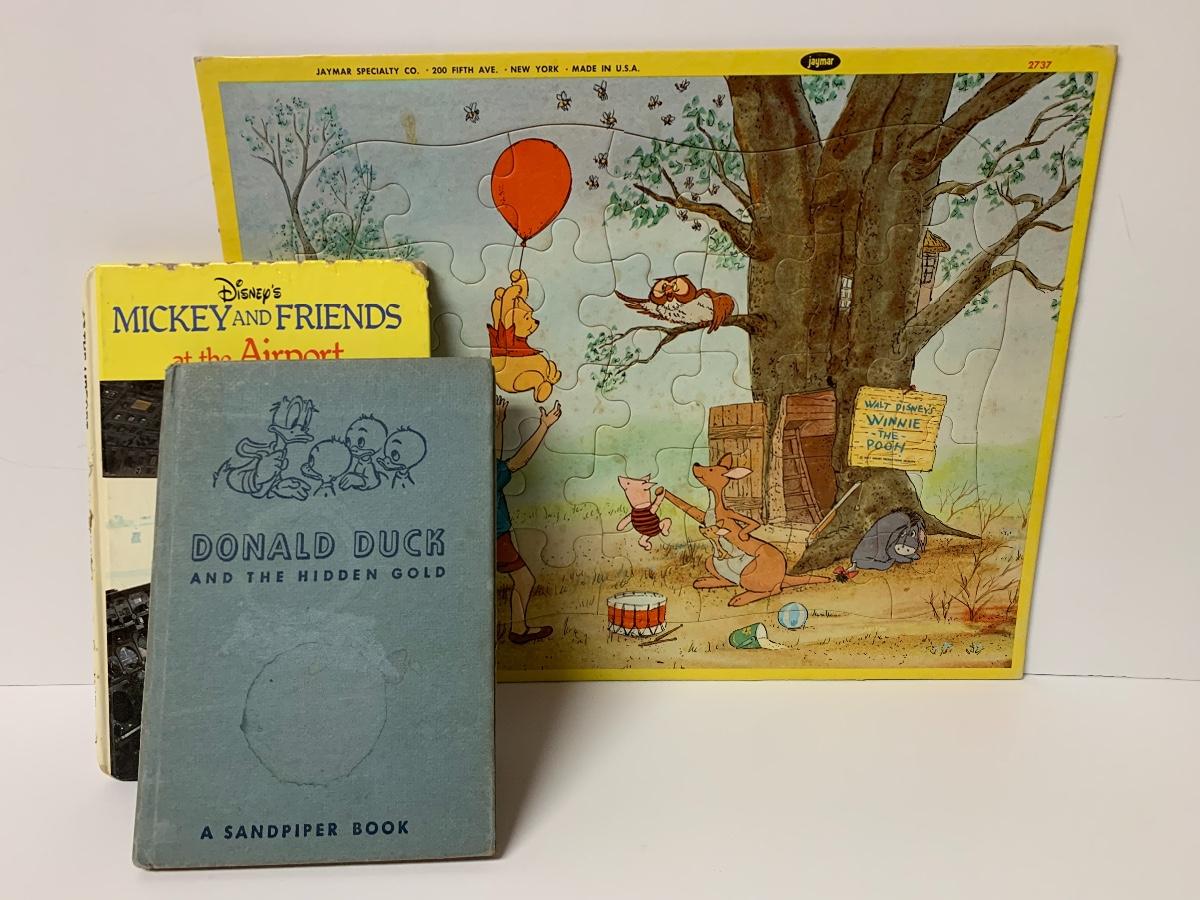 JAYMAR SPECIALTY CO. · 200 FIFTH AVE. · NEW YORK · MADE IN U.S.A.
jaymar
2737
WALT DISNEY'S
WINNIE
-THE-
POOH
DISNEY'S
MICKEY AND FRIENDS
at the Airport
DONALD DUCK
AND THE HIDDEN GOLD
A SANDPIPER BOOK